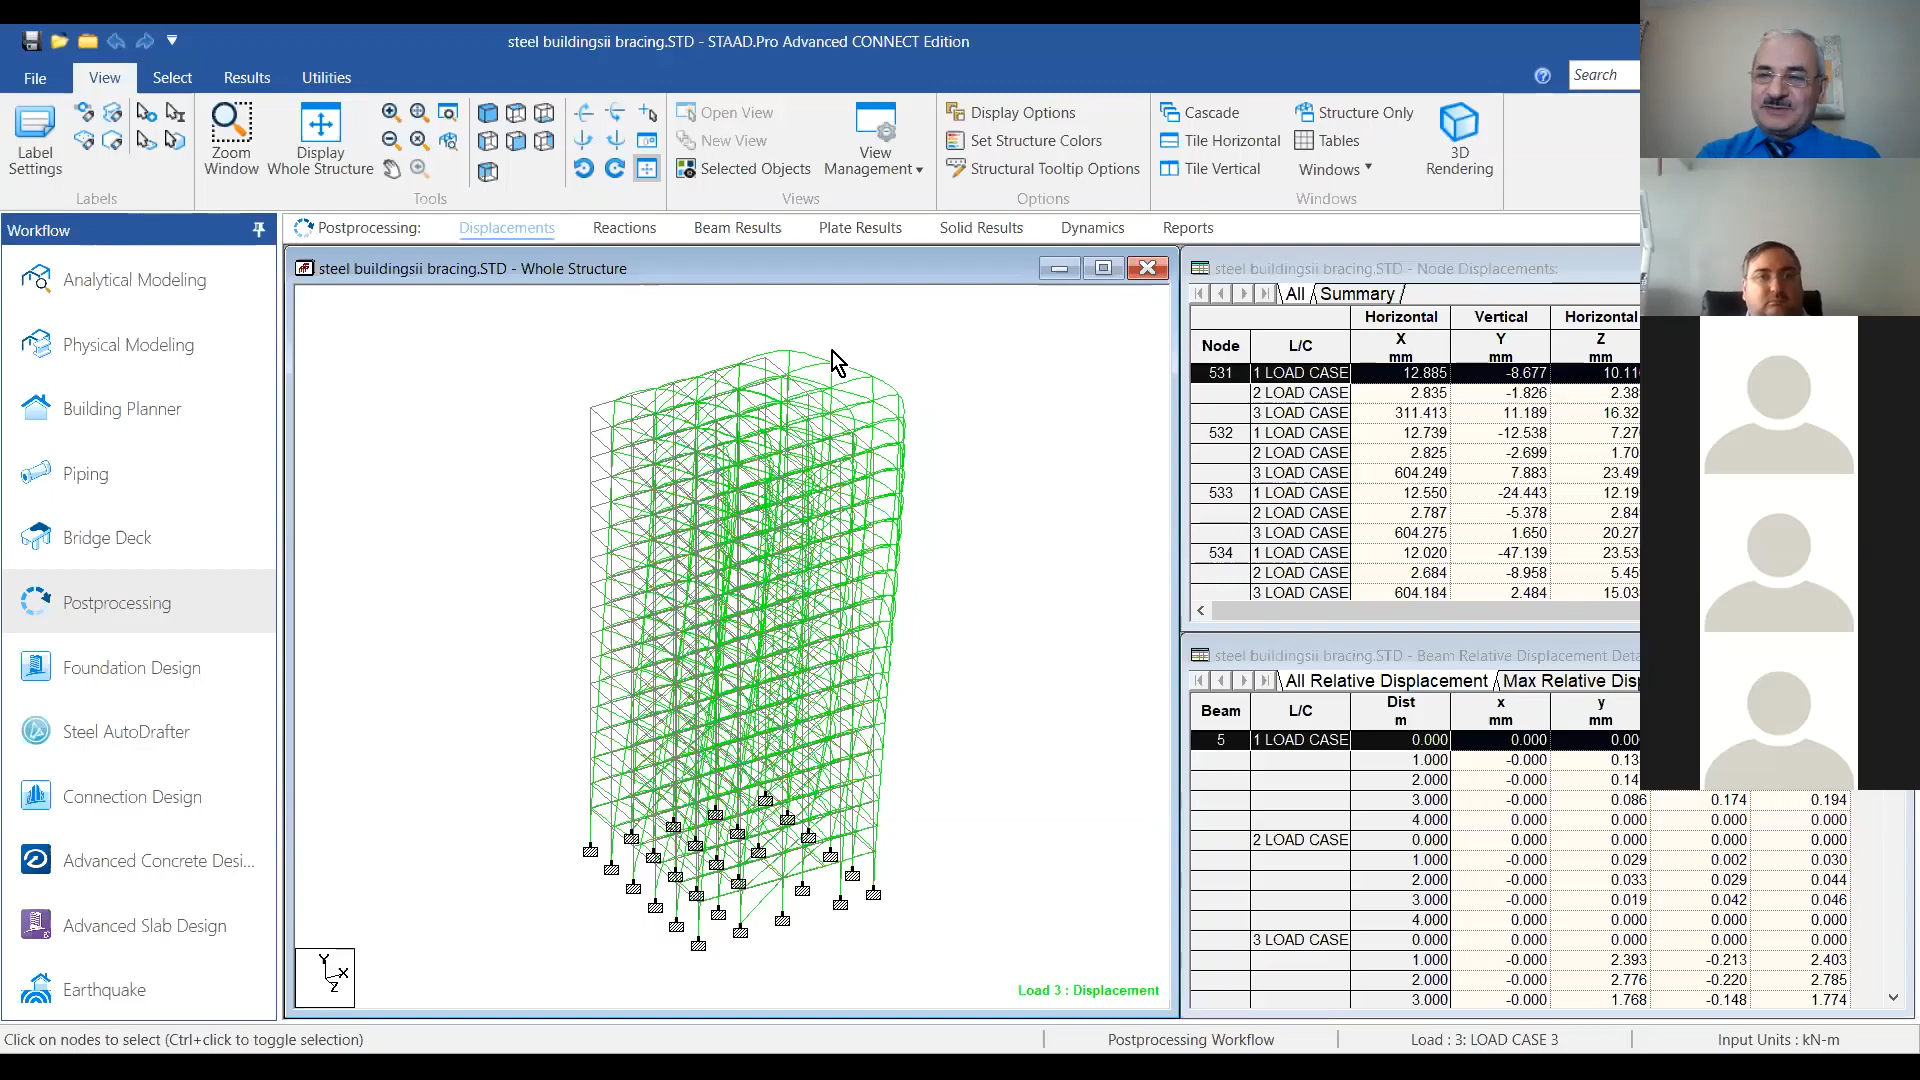 steel buildingsii bracing.STD - STAAD.Pro Advanced CONNECT Edition
File View Select Results Utilities
Search
Label Settings
Zoom Window
Display Whole Structure
Open View
New View
Selected Objects
View Management
Display Options
Set Structure Colors
Structural Tooltip Options
Cascade
Tile Horizontal
Tile Vertical
Structure Only
Tables
Windows
3D Rendering
Labels Tools Views Options Windows
Workflow
Postprocessing: Displacements Reactions Beam Results Plate Results Solid Results Dynamics Reports
Analytical Modeling
Physical Modeling
Building Planner
Piping
Bridge Deck
Postprocessing
Foundation Design
Steel AutoDrafter
Connection Design
Advanced Concrete Desi...
Advanced Slab Design
Earthquake
steel buildingsii bracing.STD - Whole Structure
Y
X
Z
Load 3 : Displacement
steel buildingsii bracing.STD - Node Displacements:
All Summary
Horizontal Vertical Horizontal
Node L/C X mm Y mm Z mm
531 1 LOAD CASE 12.885 -8.677
2 LOAD CASE 2.835 -1.826
3 LOAD CASE 311.413 11.189
532 1 LOAD CASE 12.739 -12.538
2 LOAD CASE 2.825 -2.699
3 LOAD CASE 604.249 7.883
533 1 LOAD CASE 12.550 -24.443
2 LOAD CASE 2.787 -5.378
3 LOAD CASE 604.275 1.650
534 1 LOAD CASE 12.020 -47.139
2 LOAD CASE 2.684 -8.958
3 LOAD CASE 604.184 2.484
steel buildingsii bracing.STD - Beam Relative Displacement
All Relative Displacement Max Relative
Beam L/C Dist m x mm y mm
5 1 LOAD CASE 0.000 0.000
1.000 -0.000
2.000 -0.000
3.000 -0.000 0.086 0.174 0.194
4.000 0.000 0.000 0.000 0.000
2 LOAD CASE 0.000 0.000 0.000 0.000 0.000
1.000 -0.000 0.029 0.002 0.030
2.000 -0.000 0.033 0.029 0.044
3.000 -0.000 0.019 0.042 0.046
4.000 0.000 0.000 0.000 0.000
3 LOAD CASE 0.000 0.000 0.000 0.000 0.000
1.000 -0.000 2.393 -0.213 2.403
2.000 -0.000 2.776 -0.220 2.785
3.000 -0.000 1.768 -0.148 1.774
Click on nodes to select (Ctrl+click to toggle selection)
Postprocessing Workflow
Load : 3: LOAD CASE 3
Input Units : kN-m